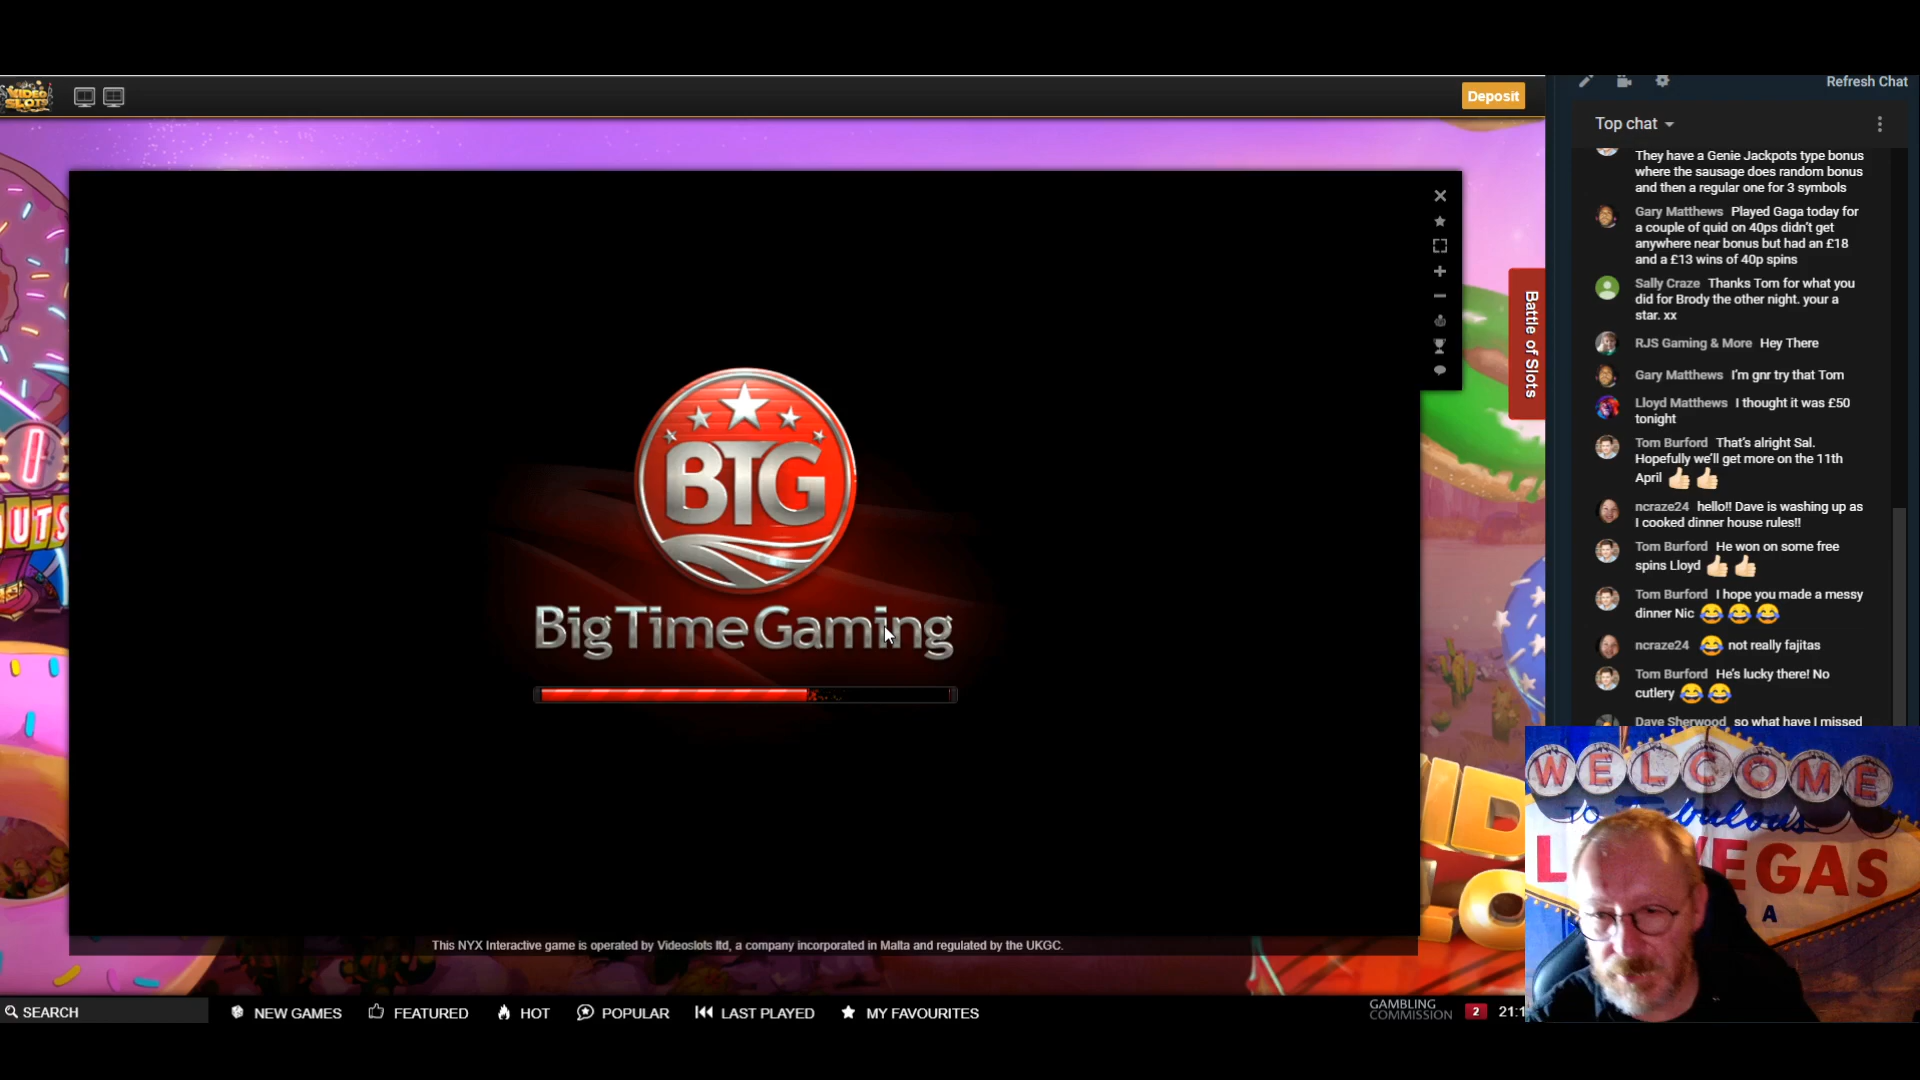 VIDEO
SLOTS
Deposit
Refresh Chat
Top chat
They have a Genie Jackpots type bonus
where the sausage does random bonus
and then a regular one for 3 symbols
Gary Matthews Played Gaga today for
a couple of quid on 40ps didn't get
anywhere near bonus but had an £18
and a £13 wins of 40p spins
Sally Craze Thanks Tom for what you
did for Brody the other night. your a
star. xx
RJS Gaming & More Hey There
Gary Matthews I'm gnr try that Tom
Lloyd Matthews I thought it was £50
tonight
Tom Burford That's alright Sal.
Hopefully we'll get more on the 11th
April 👍🏻 👍🏻
ncraze24 hello!! Dave is washing up as
I cooked dinner house rules!!
Tom Burford He won on some free
spins Lloyd 👍🏻 👍🏻
Tom Burford I hope you made a messy
dinner Nic 😂 😂 😂
ncraze24 😂 not really fajitas
Tom Burford He's lucky there! No
cutlery 😂 😂
Dave Sherwood so what have I missed
Battle of Slots
BTG
Big Time Gaming
UTS
This NYX Interactive game is operated by Videoslots ltd, a company incorporated in Malta and regulated by the UKGC.
SEARCH
NEW GAMES
FEATURED
HOT
POPULAR
LAST PLAYED
MY FAVOURITES
GAMBLING
COMMISSION
2
21:1
WELCOME
TO
VEGAS
A